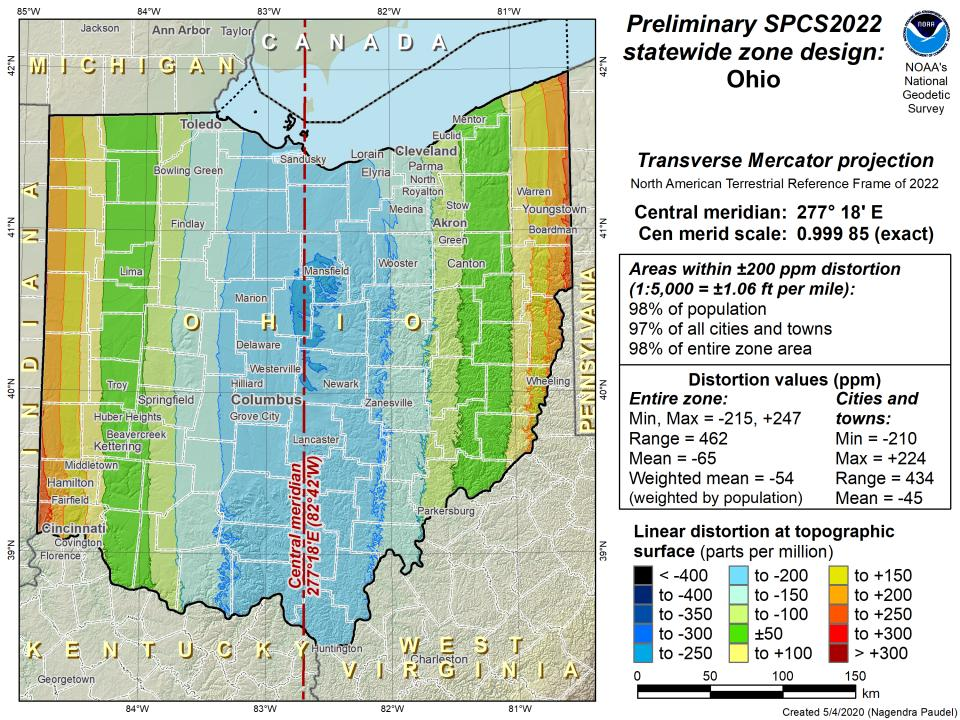 85°W
84°W
83°W
82°W
81°W
Jackson
Ann Arbor
Taylor
CANADA
MICHIGAN
42°N
42°N
Toledo
Mentor
Euclid
Sandusky
Lorain
Cleveland
Bowling Green
Elyria
Parma
North
Royalton
Warren
Medina
Stow
Youngstown
Findlay
Akron
Boardman
41°N
41°N
Green
Lima
Mansfield
Wooster
Canton
Marion
INDIANA
OHIO
PENNSYLVANIA
Delaware
Westerville
Troy
Hilliard
Newark
Wheeling
40°N
40°N
Springfield
Columbus
Zanesville
Huber Heights
Grove City
Beavercreek
Kettering
Lancaster
Middletown
Hamilton
Fairfield
Parkersburg
Cincinnati
Covington
Florence
39°N
39°N
Central meridian
277°18'E (82°42'W)
KENTUCKY
WEST
VIRGINIA
Huntington
Charleston
Georgetown
84°W
83°W
82°W
81°W
Preliminary SPCS2022
statewide zone design:
Ohio
NOAA
NOAA's
National
Geodetic
Survey
Transverse Mercator projection
North American Terrestrial Reference Frame of 2022
Central meridian: 277° 18' E
Cen merid scale: 0.999 85 (exact)
Areas within ±200 ppm distortion
(1:5,000 = ±1.06 ft per mile):
98% of population
97% of all cities and towns
98% of entire zone area
Distortion values (ppm)
Entire zone:
Min, Max = -215, +247
Range = 462
Mean = -65
Weighted mean = -54
(weighted by population)
Cities and
towns:
Min = -210
Max = +224
Range = 434
Mean = -45
Linear distortion at topographic
surface (parts per million)
< -400
to -400
to -350
to -300
to -250
to -200
to -150
to -100
±50
to +100
to +150
to +200
to +250
to +300
> +300
0 50 100 150
km
Created 5/4/2020 (Nagendra Paudel)